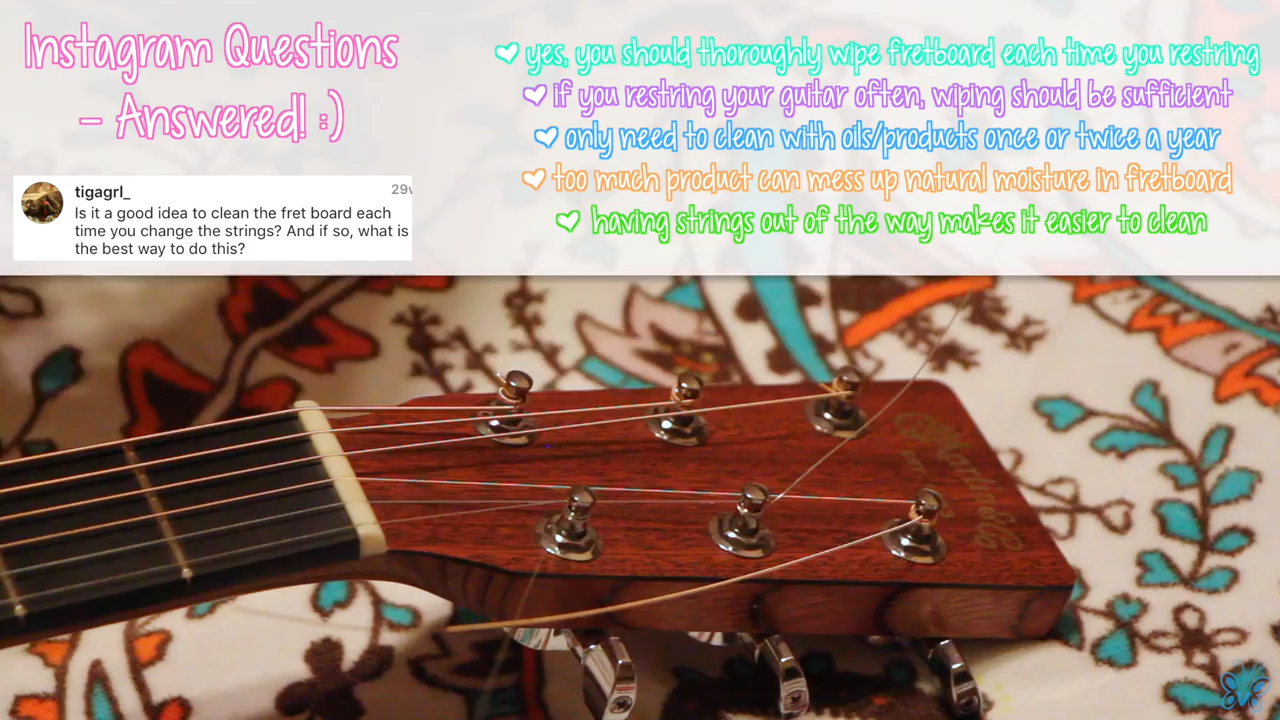 Instagram Questions
- Answered! :)
tigagrl_
Is it a good idea to clean the fret board each
time you change the strings? And if so, what is
the best way to do this?
♥ yes, you should thoroughly wipe fretboard each time you restring
♥ if you restring your guitar often, wiping should be sufficient
♥ only need to clean with oils/products once or twice a year
♥ too much product can mess up natural moisture in fretboard
♥ having strings out of the way makes it easier to clean
Martin & Co